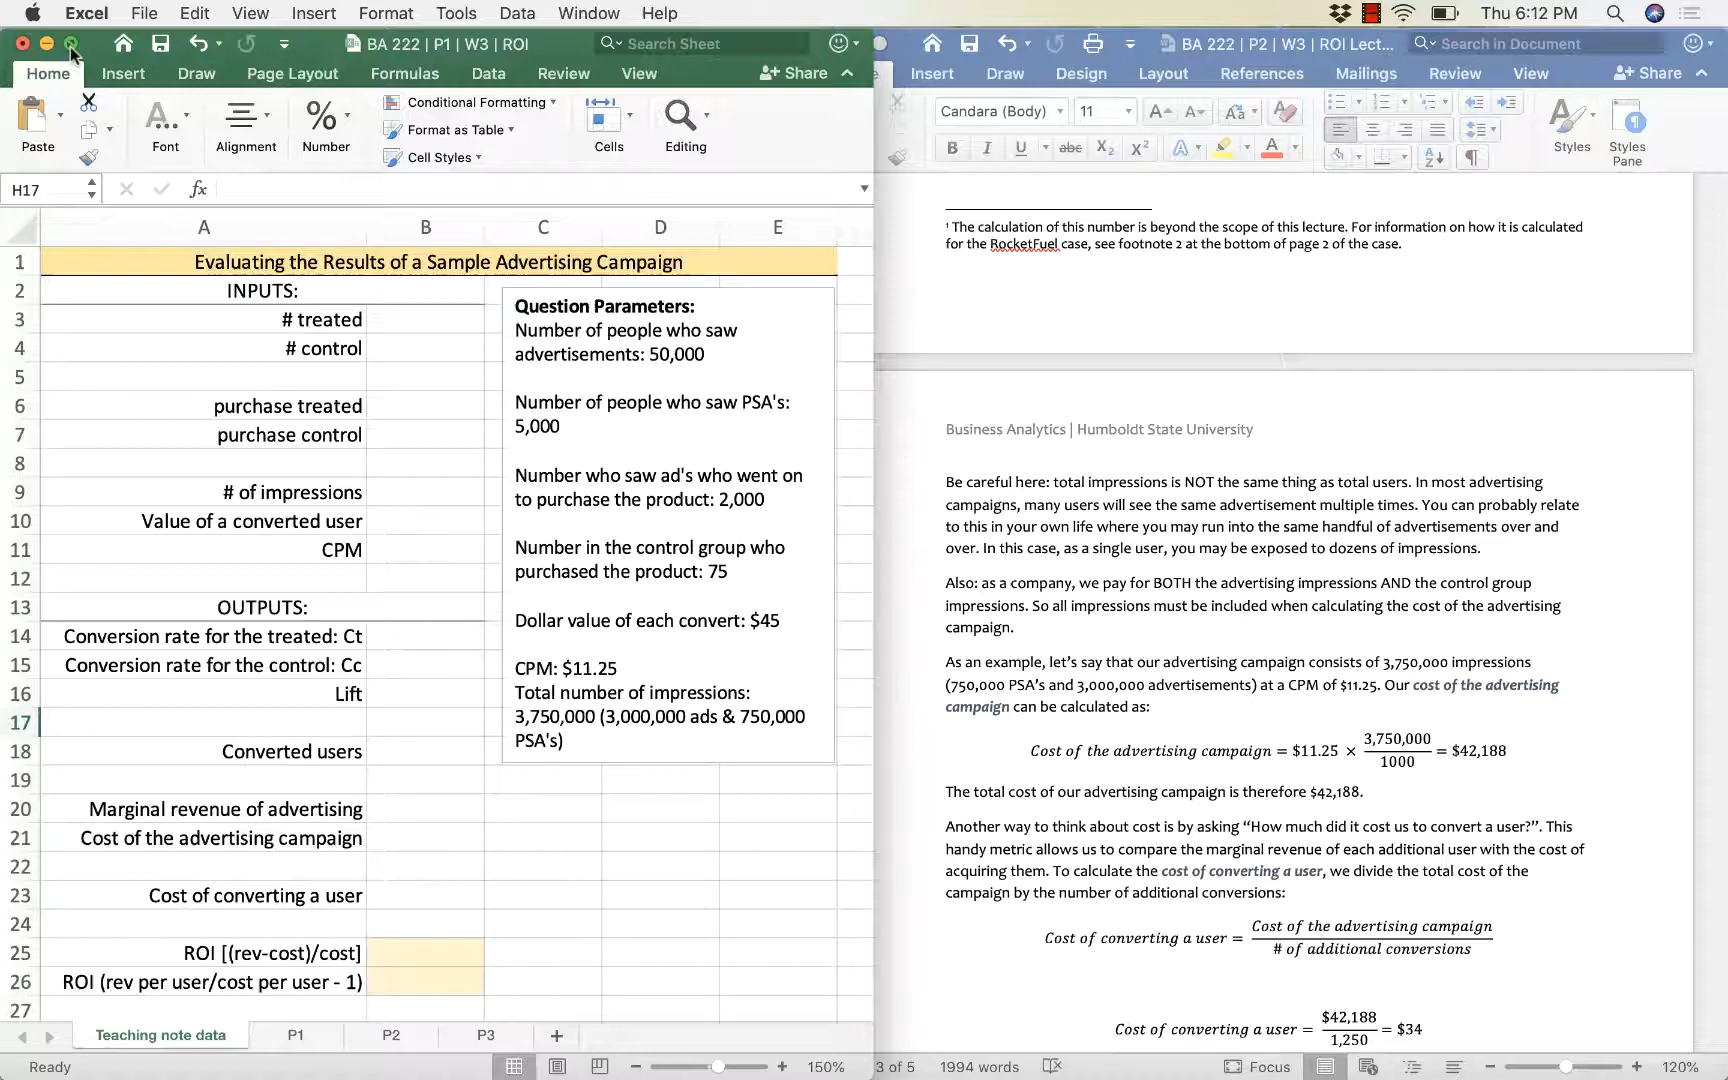 Excel File Edit View Insert Format Tools Data Window Help Thu 6:12 PM
BA 222 | P1 | W3 | ROI Search Sheet
BA 222 | P2 | W3 | ROI Lect... Search in Document
Home Insert Draw Page Layout Formulas Data Review View Share
Insert Draw Design Layout References Mailings Review View Share
Paste Font Alignment Number
Conditional Formatting
Format as Table
Cell Styles
Cells Editing
Candara (Body) 11
Styles Styles Pane
H17 fx
A B C D E
1 Evaluating the Results of a Sample Advertising Campaign
2 INPUTS:
3 # treated
4 # control
5
6 purchase treated
7 purchase control
8
9 # of impressions
10 Value of a converted user
11 CPM
12
13 OUTPUTS:
14 Conversion rate for the treated: Ct
15 Conversion rate for the control: Cc
16 Lift
17
18 Converted users
19
20 Marginal revenue of advertising
21 Cost of the advertising campaign
22
23 Cost of converting a user
24
25 ROI [(rev-cost)/cost]
26 ROI (rev per user/cost per user - 1)
27
Question Parameters:
Number of people who saw
advertisements: 50,000
Number of people who saw PSA's:
5,000
Number who saw ad's who went on
to purchase the product: 2,000
Number in the control group who
purchased the product: 75
Dollar value of each convert: $45
CPM: $11.25
Total number of impressions:
3,750,000 (3,000,000 ads & 750,000
PSA's)
Teaching note data P1 P2 P3 +
Ready 150%
¹ The calculation of this number is beyond the scope of this lecture. For information on how it is calculated
for the RocketFuel case, see footnote 2 at the bottom of page 2 of the case.
Business Analytics | Humboldt State University
Be careful here: total impressions is NOT the same thing as total users. In most advertising
campaigns, many users will see the same advertisement multiple times. You can probably relate
to this in your own life where you may run into the same handful of advertisements over and
over. In this case, as a single user, you may be exposed to dozens of impressions.
Also: as a company, we pay for BOTH the advertising impressions AND the control group
impressions. So all impressions must be included when calculating the cost of the advertising
campaign.
As an example, let's say that our advertising campaign consists of 3,750,000 impressions
(750,000 PSA's and 3,000,000 advertisements) at a CPM of $11.25. Our cost of the advertising
campaign can be calculated as:
Cost of the advertising campaign = $11.25 × 3,750,000 / 1000 = $42,188
The total cost of our advertising campaign is therefore $42,188.
Another way to think about cost is by asking “How much did it cost us to convert a user?”. This
handy metric allows us to compare the marginal revenue of each additional user with the cost of
acquiring them. To calculate the cost of converting a user, we divide the total cost of the
campaign by the number of additional conversions:
Cost of converting a user = Cost of the advertising campaign / # of additional conversions
Cost of converting a user = $42,188 / 1,250 = $34
3 of 5 1994 words Focus 120%